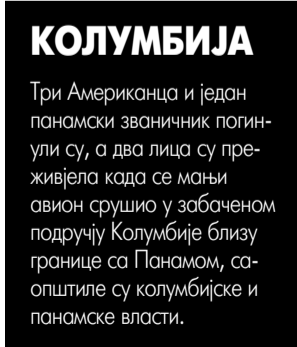 КОЛУМБИЈА
Три Американца и један
панамски званичник погин-
ули су, а два лица су пре-
живјела када се мањи
авион срушио у забаченом
подручју Колумбије близу
границе са Панамом, са-
општиле су колумбијске и
панамске власти.